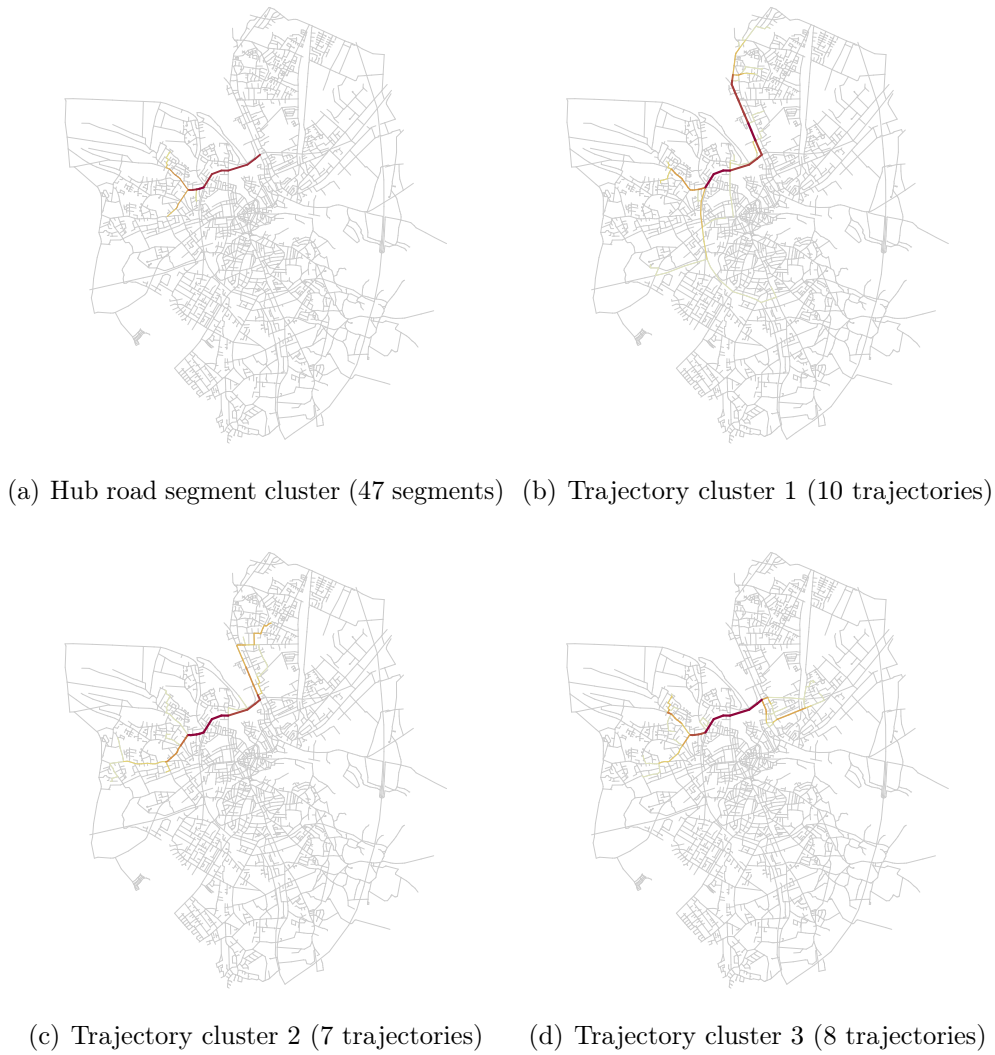 (a) Hub road segment cluster (47 segments)
(b) Trajectory cluster 1 (10 trajectories)
(c) Trajectory cluster 2 (7 trajectories)
(d) Trajectory cluster 3 (8 trajectories)